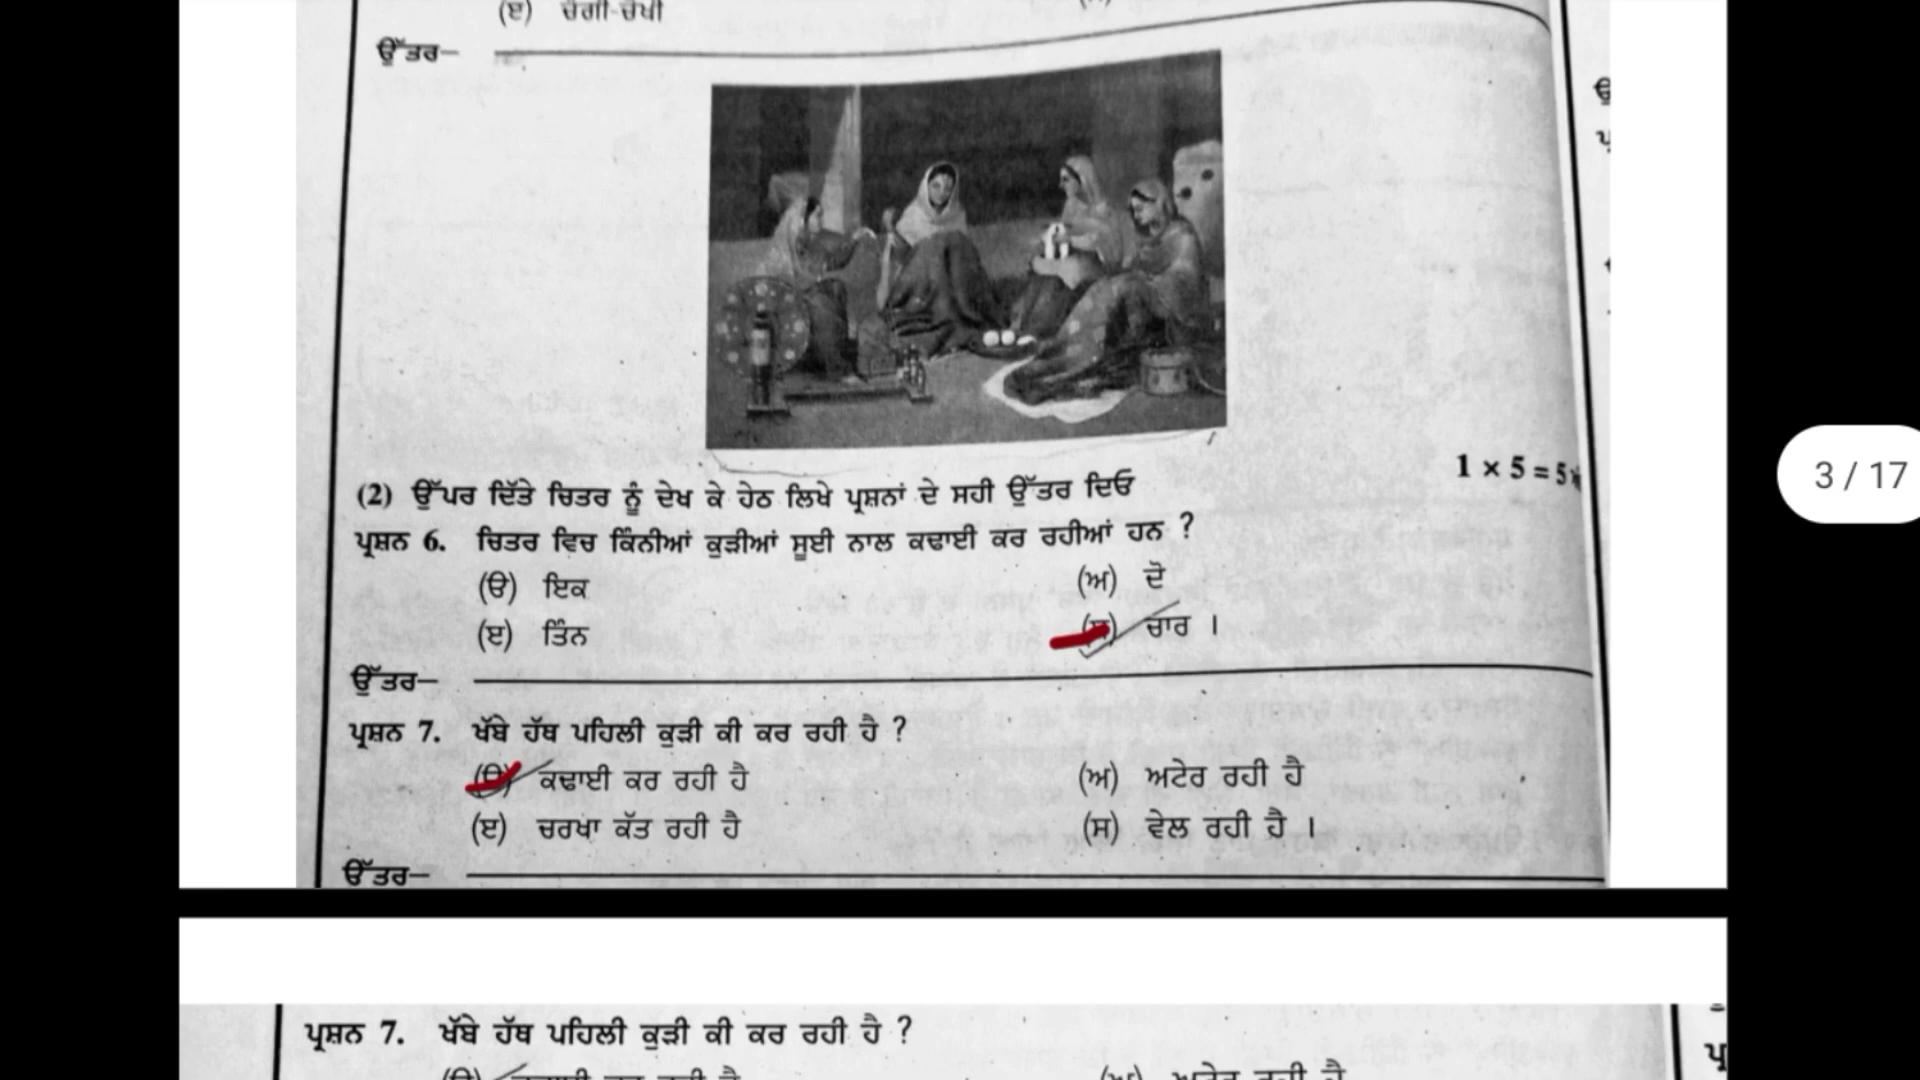 (ੲ) ਚੰਗੀ-ਚੋਖੀ
ਉੱਤਰ—
1 × 5 = 5
(2) ਉੱਪਰ ਦਿੱਤੇ ਚਿਤਰ ਨੂੰ ਦੇਖ ਕੇ ਹੇਠ ਲਿਖੇ ਪ੍ਰਸ਼ਨਾਂ ਦੇ ਸਹੀ ਉੱਤਰ ਦਿਓ
ਪ੍ਰਸ਼ਨ 6. ਚਿਤਰ ਵਿਚ ਕਿੰਨੀਆਂ ਕੁੜੀਆਂ ਸੂਈ ਨਾਲ ਕਢਾਈ ਕਰ ਰਹੀਆਂ ਹਨ ?
(ੳ) ਇਕ (ਅ) ਦੋ
(ੲ) ਤਿੰਨ (ਸ) ਚਾਰ ।
ਉੱਤਰ—
ਪ੍ਰਸ਼ਨ 7. ਖੱਬੇ ਹੱਥ ਪਹਿਲੀ ਕੁੜੀ ਕੀ ਕਰ ਰਹੀ ਹੈ ?
(ੳ) ਕਢਾਈ ਕਰ ਰਹੀ ਹੈ (ਅ) ਅਟੇਰ ਰਹੀ ਹੈ
(ੲ) ਚਰਖਾ ਕੱਤ ਰਹੀ ਹੈ (ਸ) ਵੇਲ ਰਹੀ ਹੈ ।
ਉੱਤਰ—
3 / 17
ਪ੍ਰਸ਼ਨ 7. ਖੱਬੇ ਹੱਥ ਪਹਿਲੀ ਕੁੜੀ ਕੀ ਕਰ ਰਹੀ ਹੈ ?
(ਅ) ਅਟੇਰ ਰਹੀ ਹੈ